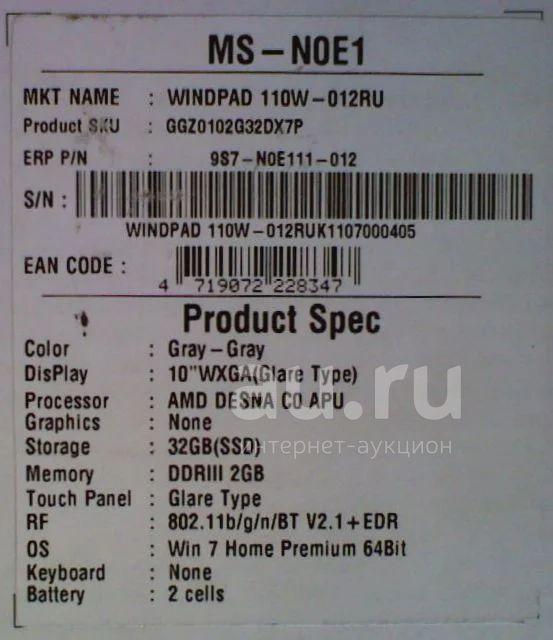 MS-N0E1
MKT NAME : WINDPAD 110W-012RU
Product SKU : GGZ0102G32DX7P
ERP P/N : 9S7-N0E111-012
S/N :
WINDPAD 110W-012RUK1107000405
EAN CODE :
4 719072 228347
Product Spec
Color : Gray-Gray
DisPlay : 10"WXGA(Glare Type)
Processor : AMD DESNA C0 APU
Graphics : None
Storage : 32GB(SSD)
Memory : DDRIII 2GB
Touch Panel : Glare Type
RF : 802.11b/g/n/BT V2.1+EDR
OS : Win 7 Home Premium 64Bit
Keyboard : None
Battery : 2 cells
au.ru
интернет-аукцион